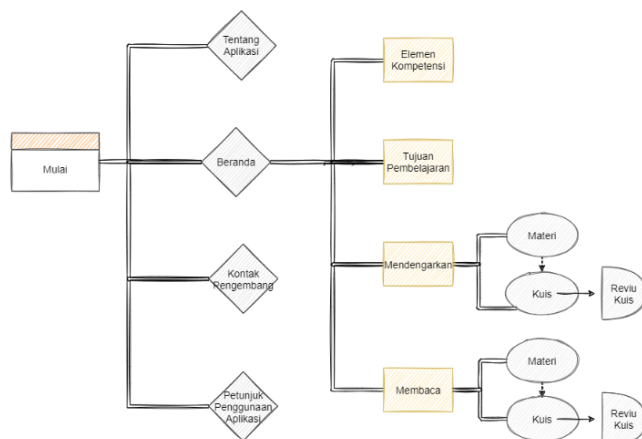 Tentang
Aplikasi
Elemen
Kompetensi
Mulai
Beranda
Tujuan
Pembelajaran
Kontak
Pengembang
Mendengarkan
Materi
Kuis
Reviu
Kuis
Petunjuk
Penggunaan
Aplikasi
Membaca
Materi
Kuis
Reviu
Kuis